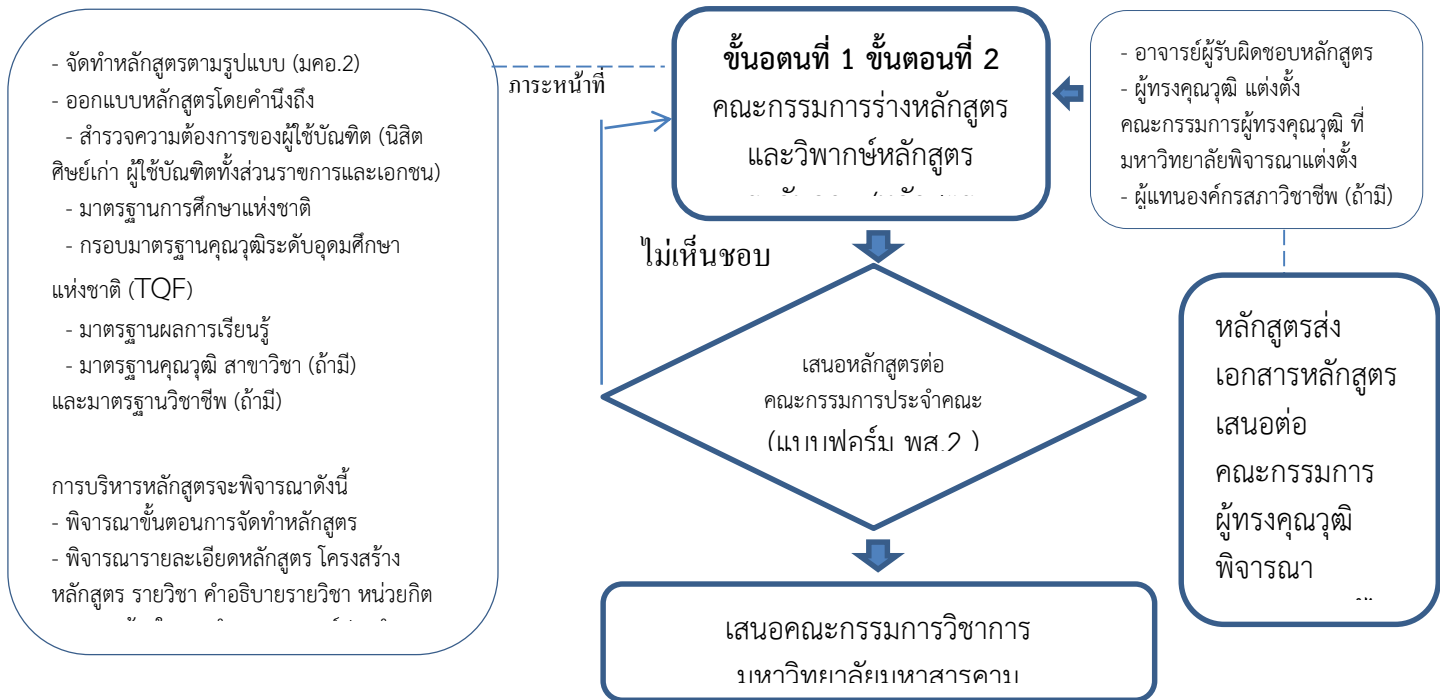 - จัดทำหลักสูตรตามรูปแบบ (มคอ.2)
- ออกแบบหลักสูตรโดยคำนึงถึง
- สำรวจความต้องการของผู้ใช้บัณฑิต (นิสิต
ศิษย์เก่า ผู้ใช้บัณฑิตทั้งส่วนราขการและเอกชน)
- มาตรฐานการศึกษาแห่งชาติ
- กรอบมาตรฐานคุณวุฒิระดับอุดมศึกษา
แห่งชาติ (TQF)
- มาตรฐานผลการเรียนรู้
- มาตรฐานคุณวุฒิ สาขาวิชา (ถ้ามี)
และมาตรฐานวิชาชีพ (ถ้ามี)
การบริหารหลักสูตรจะพิจารณาดังนี้
- พิจารณาขั้นตอนการจัดทำหลักสูตร
- พิจารณารายละเอียดหลักสูตร โครงสร้าง
หลักสูตร รายวิชา คำอธิบายรายวิชา หน่วยกิต
ภาระหน้าที่
ขั้นอตนที่ 1 ขั้นตอนที่ 2
คณะกรรมการร่างหลักสูตร
และวิพากษ์หลักสูตร
ไม่เห็นชอบ
เสนอหลักสูตรต่อ
คณะกรรมการประจำคณะ
(แบบฟอร์ม พส.2 )
เสนอคณะกรรมการวิชาการ
มหาวิทยาลัยมหาสารคาม
- อาจารย์ผู้รับผิดชอบหลักสูตร
- ผู้ทรงคุณวุฒิ แต่งตั้ง
คณะกรรมการผู้ทรงคุณวุฒิ ที่
มหาวิทยาลัยพิจารณาแต่งตั้ง
- ผู้แทนองค์กรสภาวิชาชีพ (ถ้ามี)
หลักสูตรส่ง
เอกสารหลักสูตร
เสนอต่อ
คณะกรรมการ
ผู้ทรงคุณวุฒิ
พิจารณา